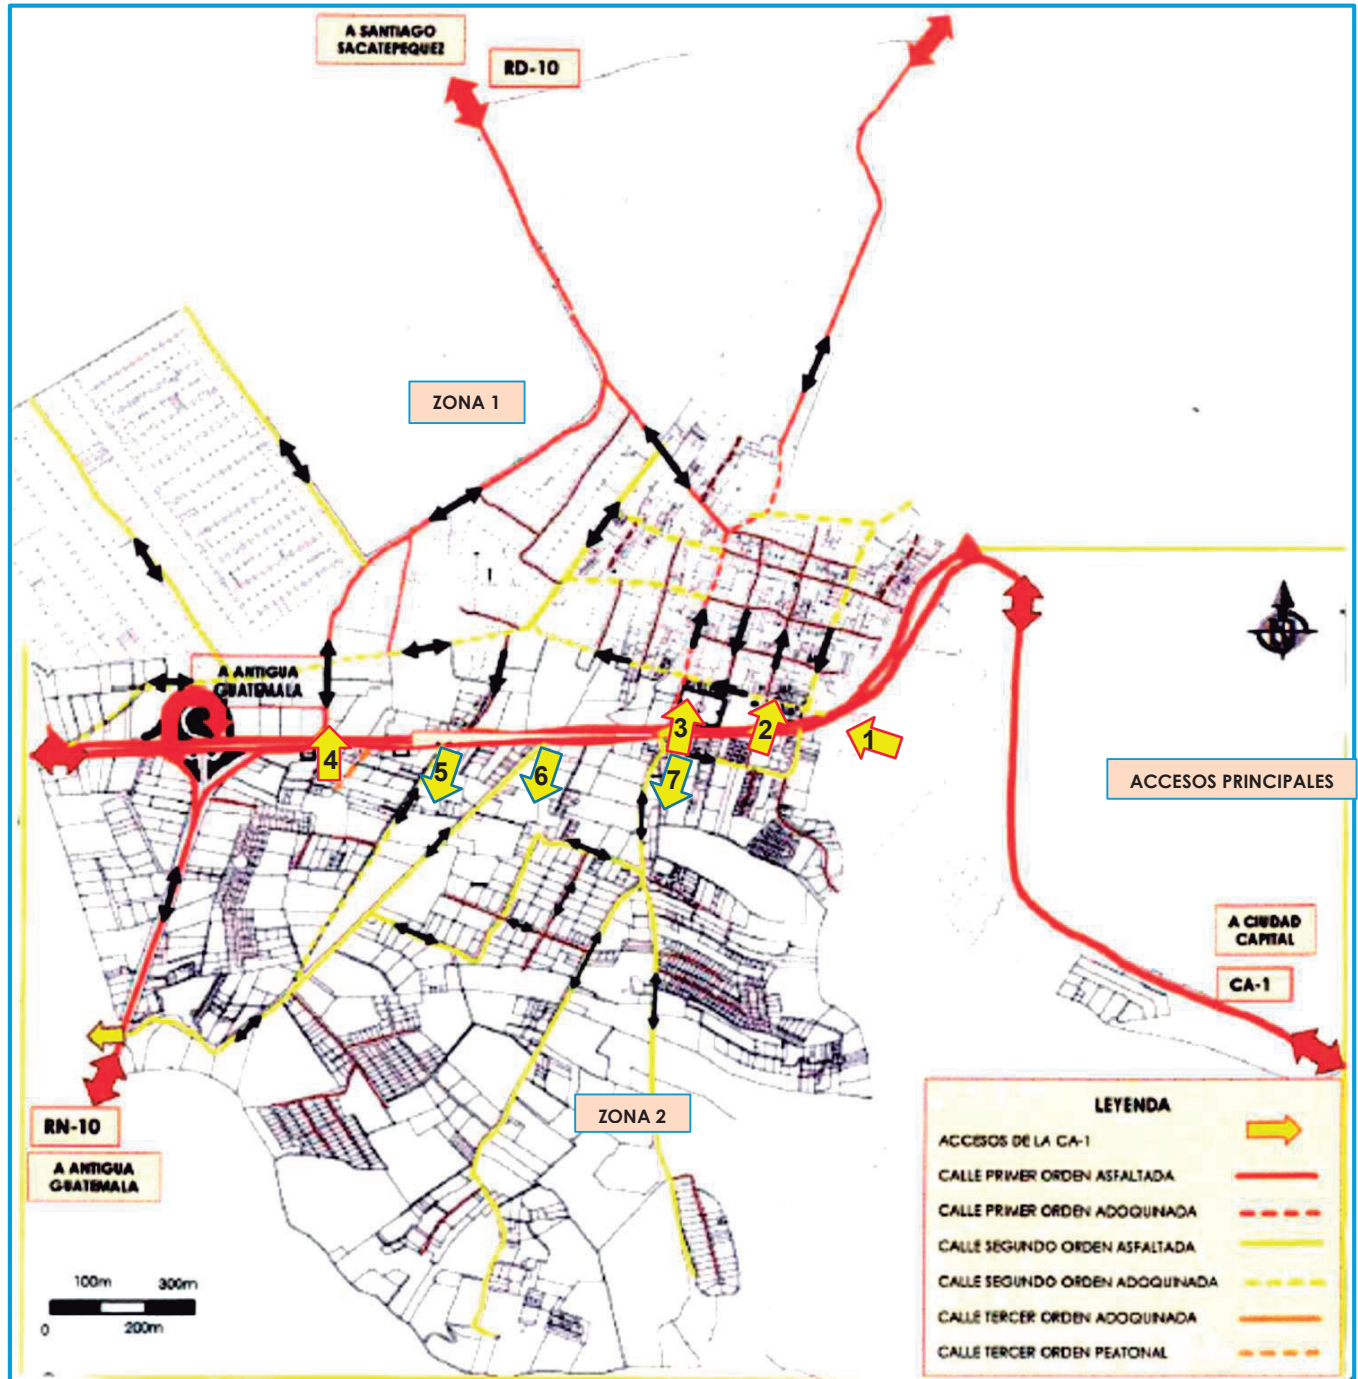 A SANTIAGO
SACATEPEQUEZ
RD-10
ZONA 1
A ANTIGUA
GUATEMALA
3
2
1
4
5
6
7
ACCESOS PRINCIPALES
A CIUDAD
CAPITAL
CA-1
ZONA 2
RN-10
A ANTIGUA
GUATEMALA
100m
300m
0
200m
LEYENDA
ACCESOS DE LA CA-1
CALLE PRIMER ORDEN ASFALTADA
CALLE PRIMER ORDEN ADOQUINADA
CALLE SEGUNDO ORDEN ASFALTADA
CALLE SEGUNDO ORDEN ADOQUINADA
CALLE TERCER ORDEN ADOQUINADA
CALLE TERCER ORDEN PEATONAL